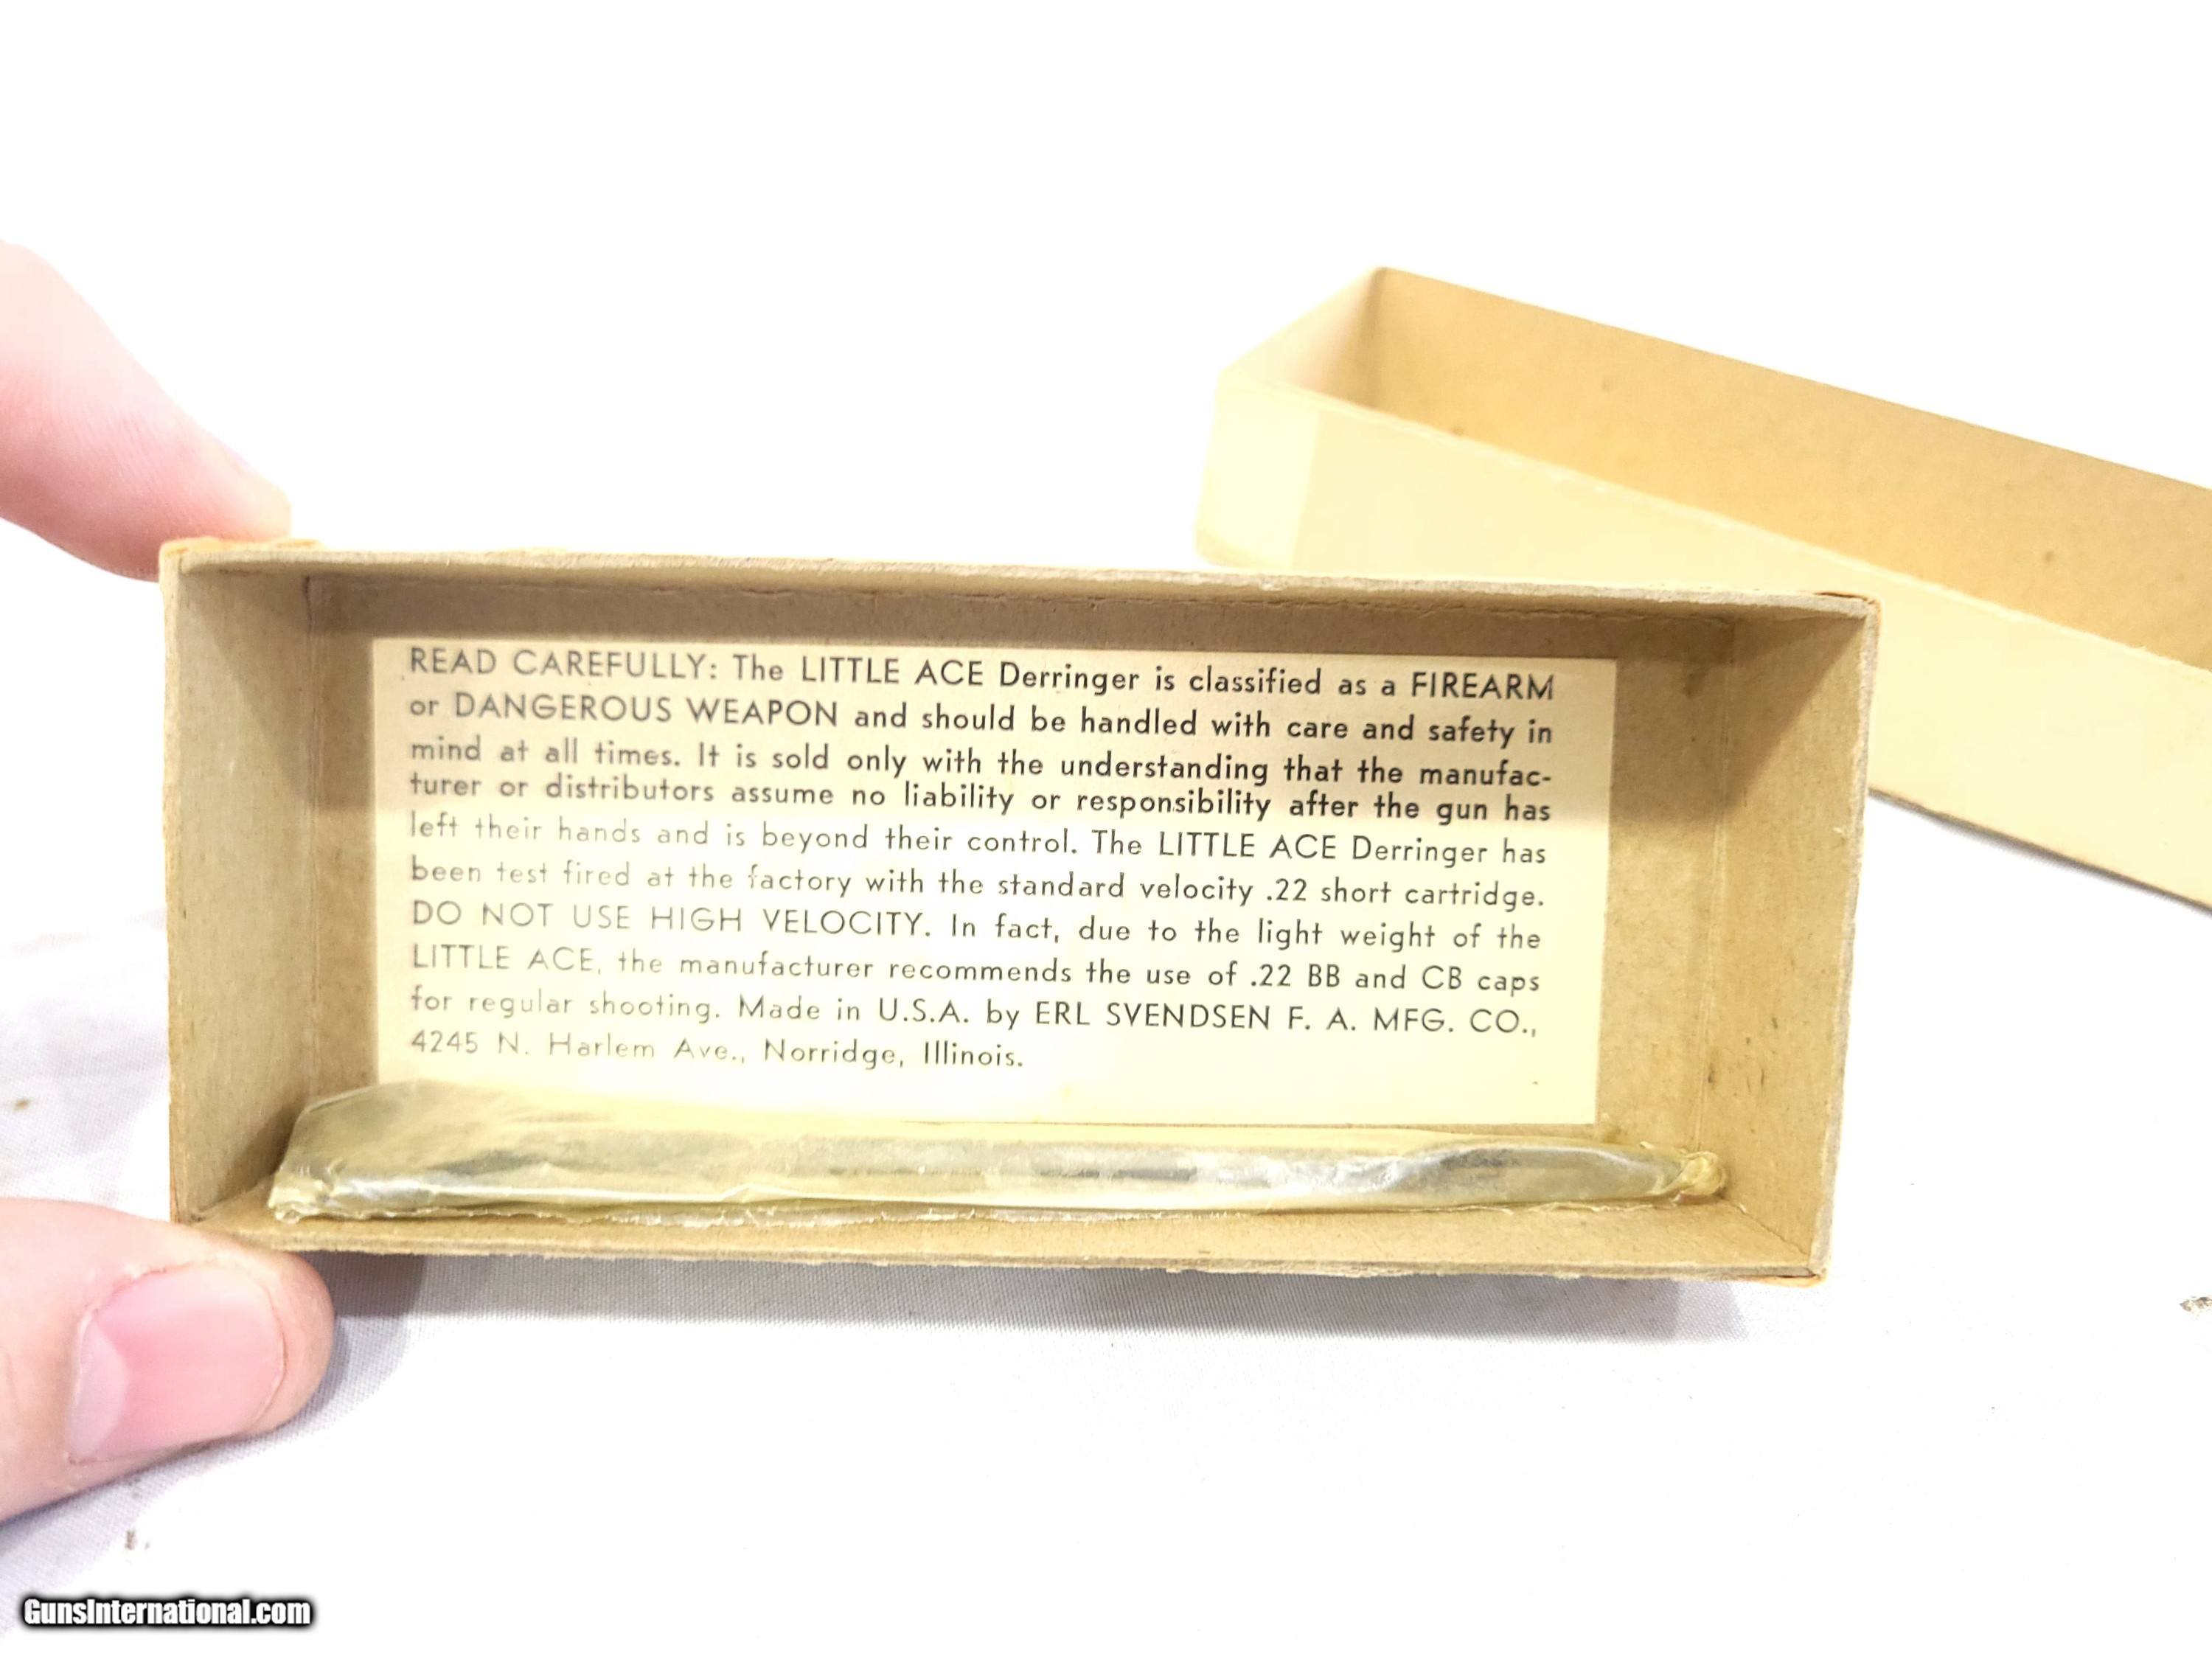 READ CAREFULLY: The LITTLE ACE Derringer is classified as a FIREARM
or DANGEROUS WEAPON and should be handled with care and safety in
mind at all times. It is sold only with the understanding that the manufac-
turer or distributors assume no liability or responsibility after the gun has
left their hands and is beyond their control. The LITTLE ACE Derringer has
been test fired at the factory with the standard velocity .22 short cartridge.
DO NOT USE HIGH VELOCITY. In fact, due to the light weight of the
LITTLE ACE, the manufacturer recommends the use of .22 BB and CB caps
for regular shooting. Made in U.S.A. by ERL SVENDSEN F. A. MFG. CO.,
4245 N. Harlem Ave., Norridge, Illinois.
GunsInternational.com